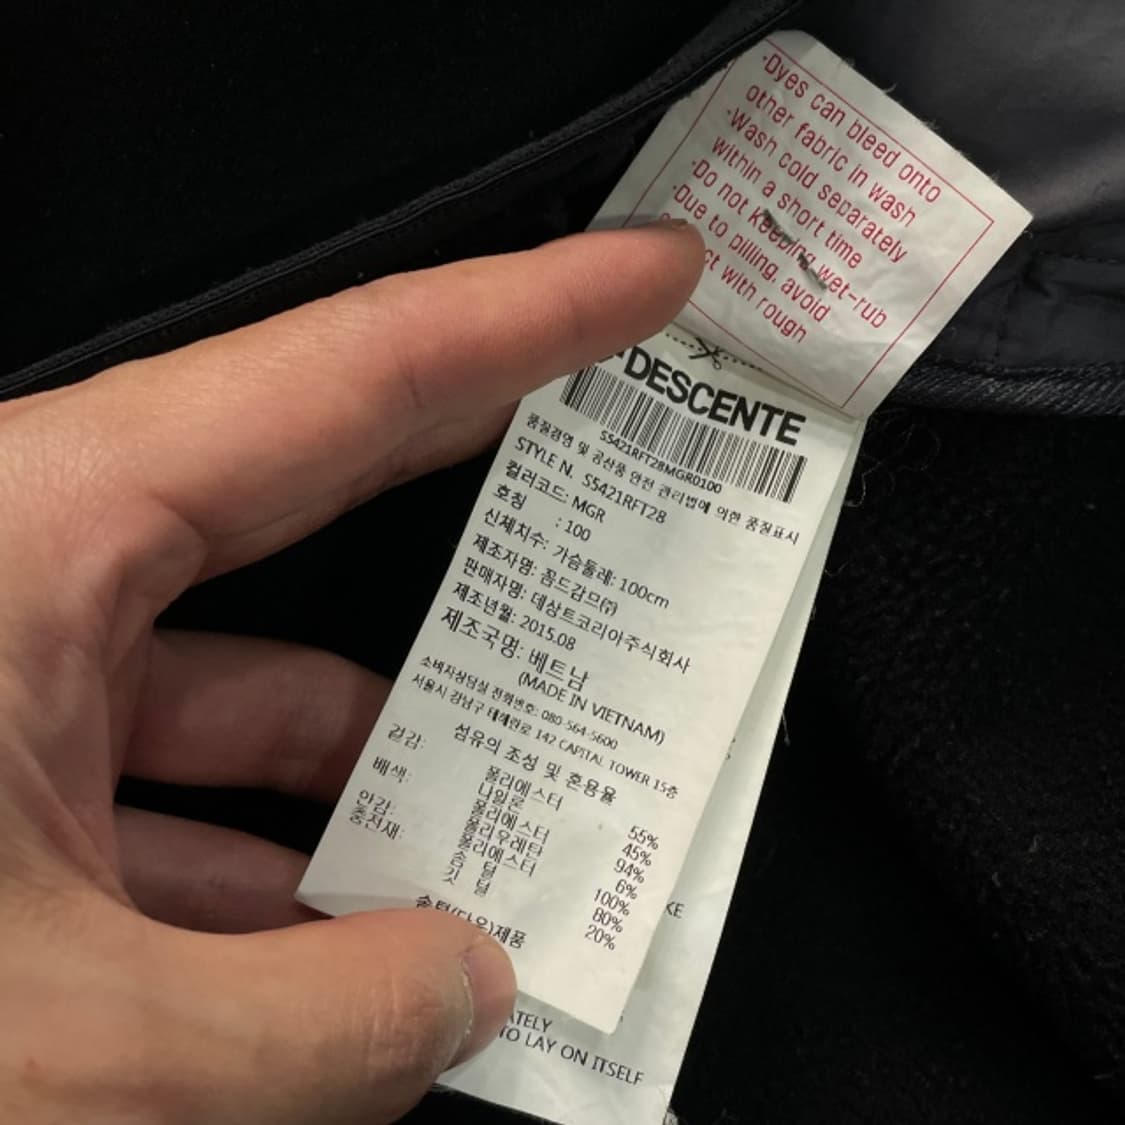 ·Dyes can bleed onto
other fabric in wash
·Wash cold separately
within a short time
·Do not keeping wet-rub
·Due to pilling, avoid
ct with rough
DESCENTE
S5421RFT28MGR0100
품질경영 및 공산품 안전 관리법에 의한 품질표시
STYLE N. S5421RFT28
컬러코드: MGR
호칭 : 100
신체치수: 가슴둘레: 100cm
제조자명: 꼼드감므㈜
판매자명: 데상트코리아주식회사
제조년월: 2015.08
제조국명: 베트남
(MADE IN VIETNAM)
소비자상담실 전화번호: 080-564-5600
서울시 강남구 테헤란로 142 CAPITAL TOWER 15층
섬유의 조성 및 혼용율
겉감: 폴리에스터 55%
나일론 45%
배색: 폴리에스터 94%
폴리우레탄 6%
안감: 폴리에스터 100%
충전재: 솜 털 80%
깃 털 20%
솜털(다운)제품
KE
ATELY
TO LAY ON ITSELF